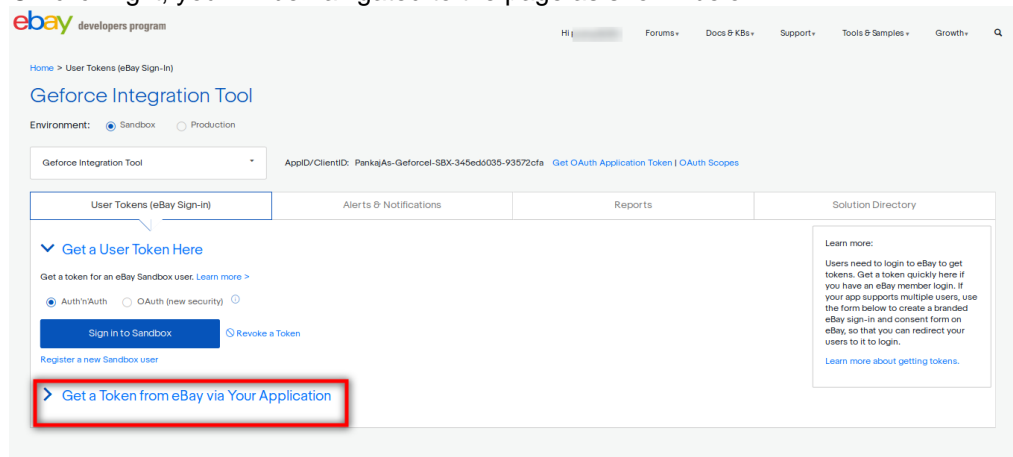 ebay developers program
Hi Forums Docs & KBs Support Tools & Samples Growth
Home > User Tokens (eBay Sign-In)
Geforce Integration Tool
Environment: Sandbox Production
Geforce Integration Tool AppID/ClientID: PankajAs-Geforcel-SBX-345ed6035-93572cfa Get OAuth Application Token | OAuth Scopes
User Tokens (eBay Sign-in) Alerts & Notifications Reports Solution Directory
Get a User Token Here
Get a token for an eBay Sandbox user. Learn more >
Auth'n'Auth OAuth (new security)
Sign in to Sandbox Revoke a Token
Register a new Sandbox user
Get a Token from eBay via Your Application
Learn more:
Users need to login to eBay to get
tokens. Get a token quickly here if
you have an eBay member login. If
your app supports multiple users, use
the form below to create a branded
eBay sign-in and consent form on
eBay, so that you can redirect your
users to it to login.
Learn more about getting tokens.